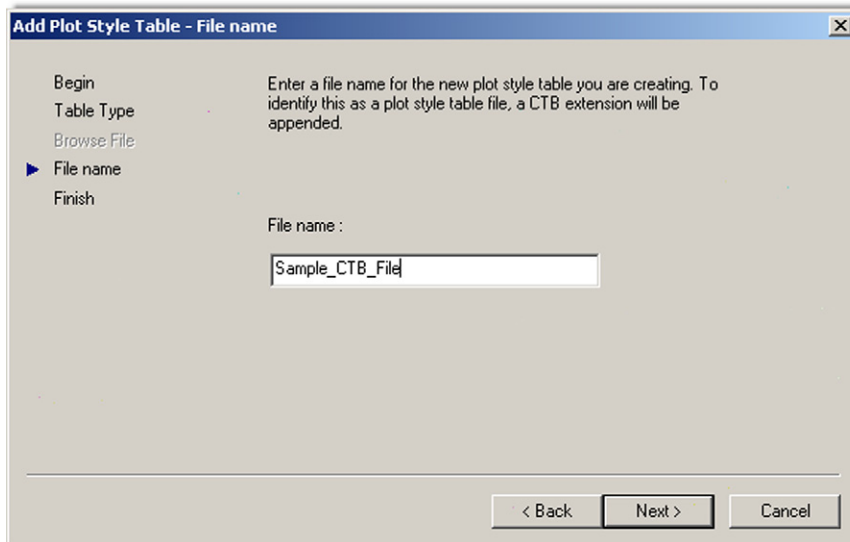 Add Plot Style Table - File name
Begin
Table Type
Browse File
File name
Finish
Enter a file name for the new plot style table you are creating. To
identify this as a plot style table file, a CTB extension will be
appended.
File name :
Sample_CTB_File
< Back
Next >
Cancel